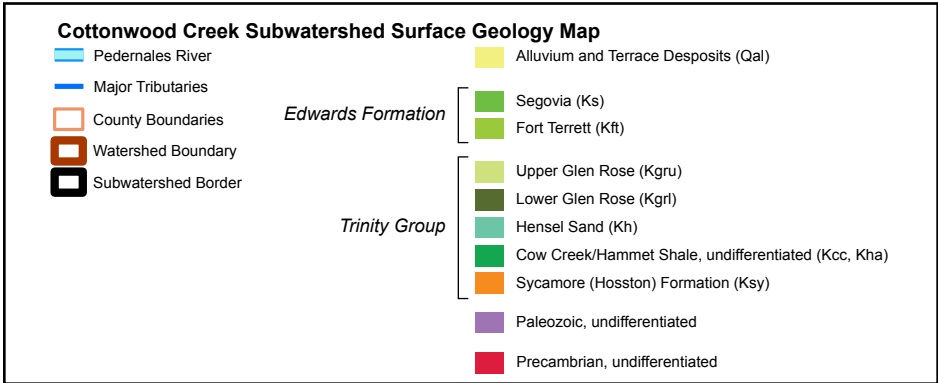 Cottonwood Creek Subwatershed Surface Geology Map
Pedernales River
Major Tributaries
County Boundaries
Watershed Boundary
Subwatershed Border
Alluvium and Terrace Desposits (Qal)
Edwards Formation
Segovia (Ks)
Fort Terrett (Kft)
Trinity Group
Upper Glen Rose (Kgru)
Lower Glen Rose (Kgrl)
Hensel Sand (Kh)
Cow Creek/Hammet Shale, undifferentiated (Kcc, Kha)
Sycamore (Hosston) Formation (Ksy)
Paleozoic, undifferentiated
Precambrian, undifferentiated